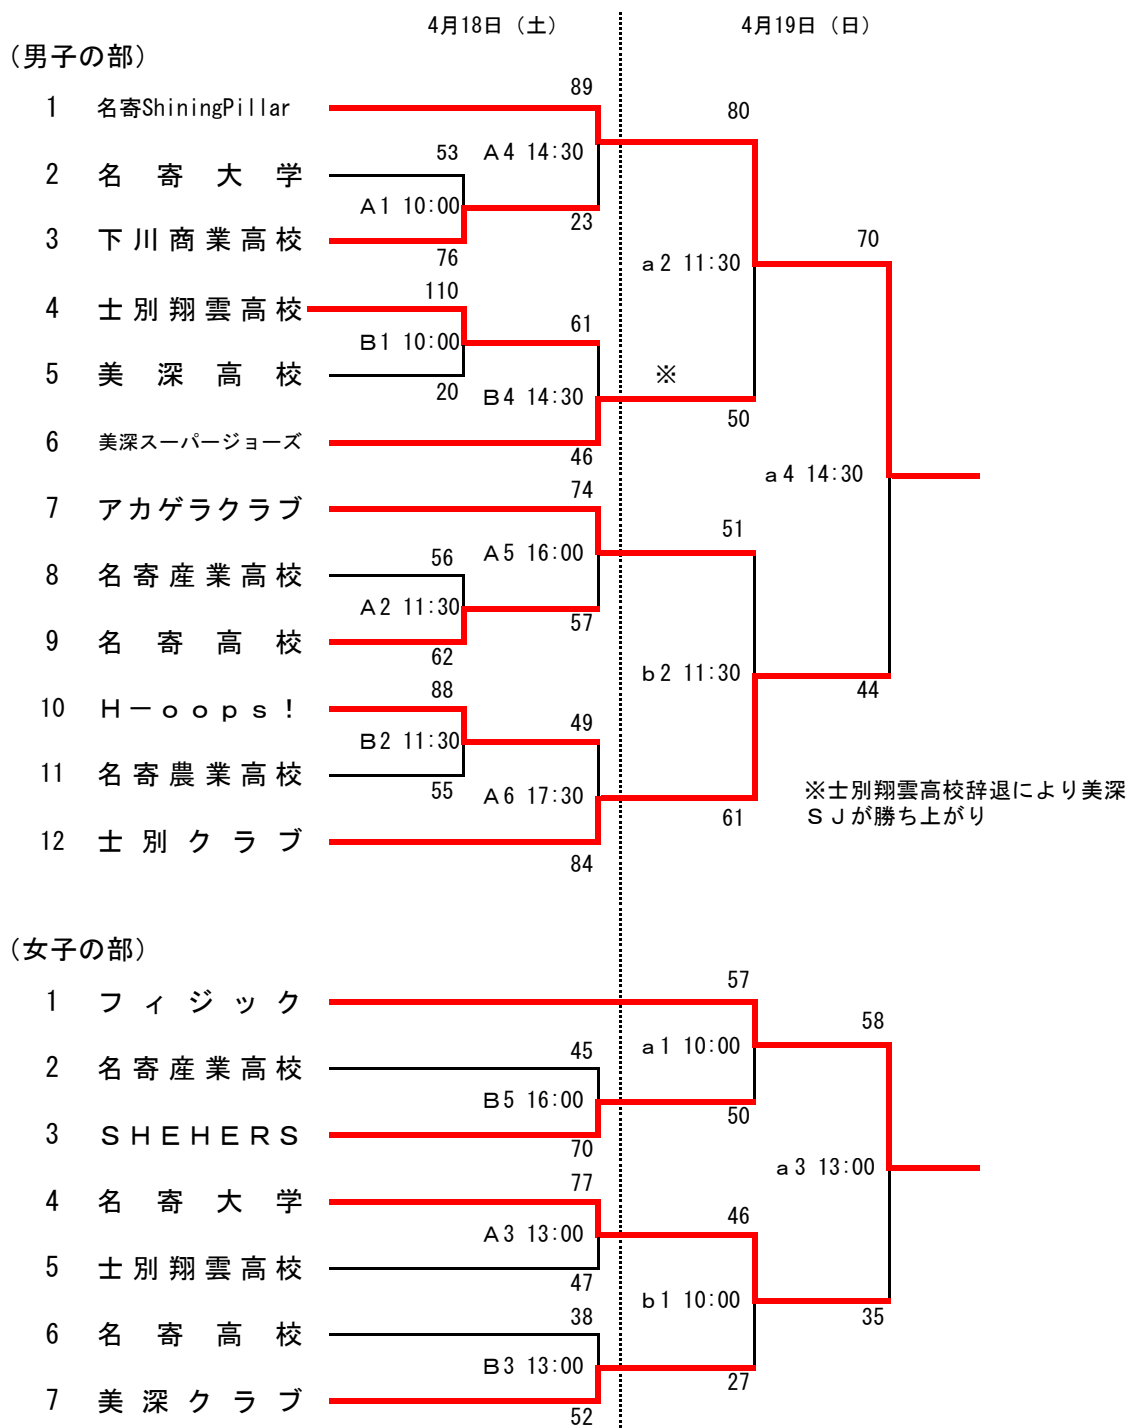 4月18日（土） 4月19日（日）
（男子の部）
89
1 名寄ShiningPillar
80
53 A4 14:30
2 名寄大学
A1 10:00
23
3 下川商業高校
70
76
a2 11:30
110
4 士別翔雲高校
61
B1 10:00
5 美深高校
※
20 B4 14:30
50
6 美深スーパージョーズ
46
a4 14:30
74
7 アカゲラクラブ
51
56 A5 16:00
8 名寄産業高校
A2 11:30
57
9 名寄高校
62
b2 11:30
88 44
10 Ｈ－ｏｏｐｓ！
49
B2 11:30
11 名寄農業高校
55 A6 17:30
※士別翔雲高校辞退により美深
ＳＪが勝ち上がり
61
12 士別クラブ
84
（女子の部）
57
1 フィジック
58
45 a1 10:00
2 名寄産業高校
B5 16:00
50
3 ＳＨＥＨＥＲＳ
70
a3 13:00
77
4 名寄大学
46
A3 13:00
5 士別翔雲高校
47
b1 10:00
38 35
6 名寄高校
B3 13:00
27
7 美深クラブ
52